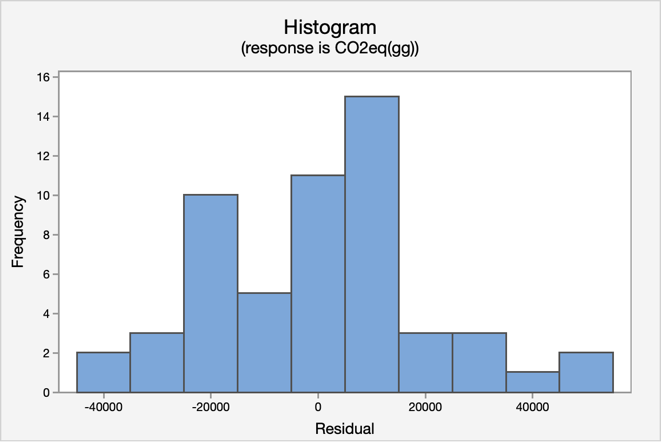 Histogram
(response is CO2eq(gg))
16
14
12
10
8
6
4
2
0
Frequency
-40000 -20000 0 20000 40000
Residual